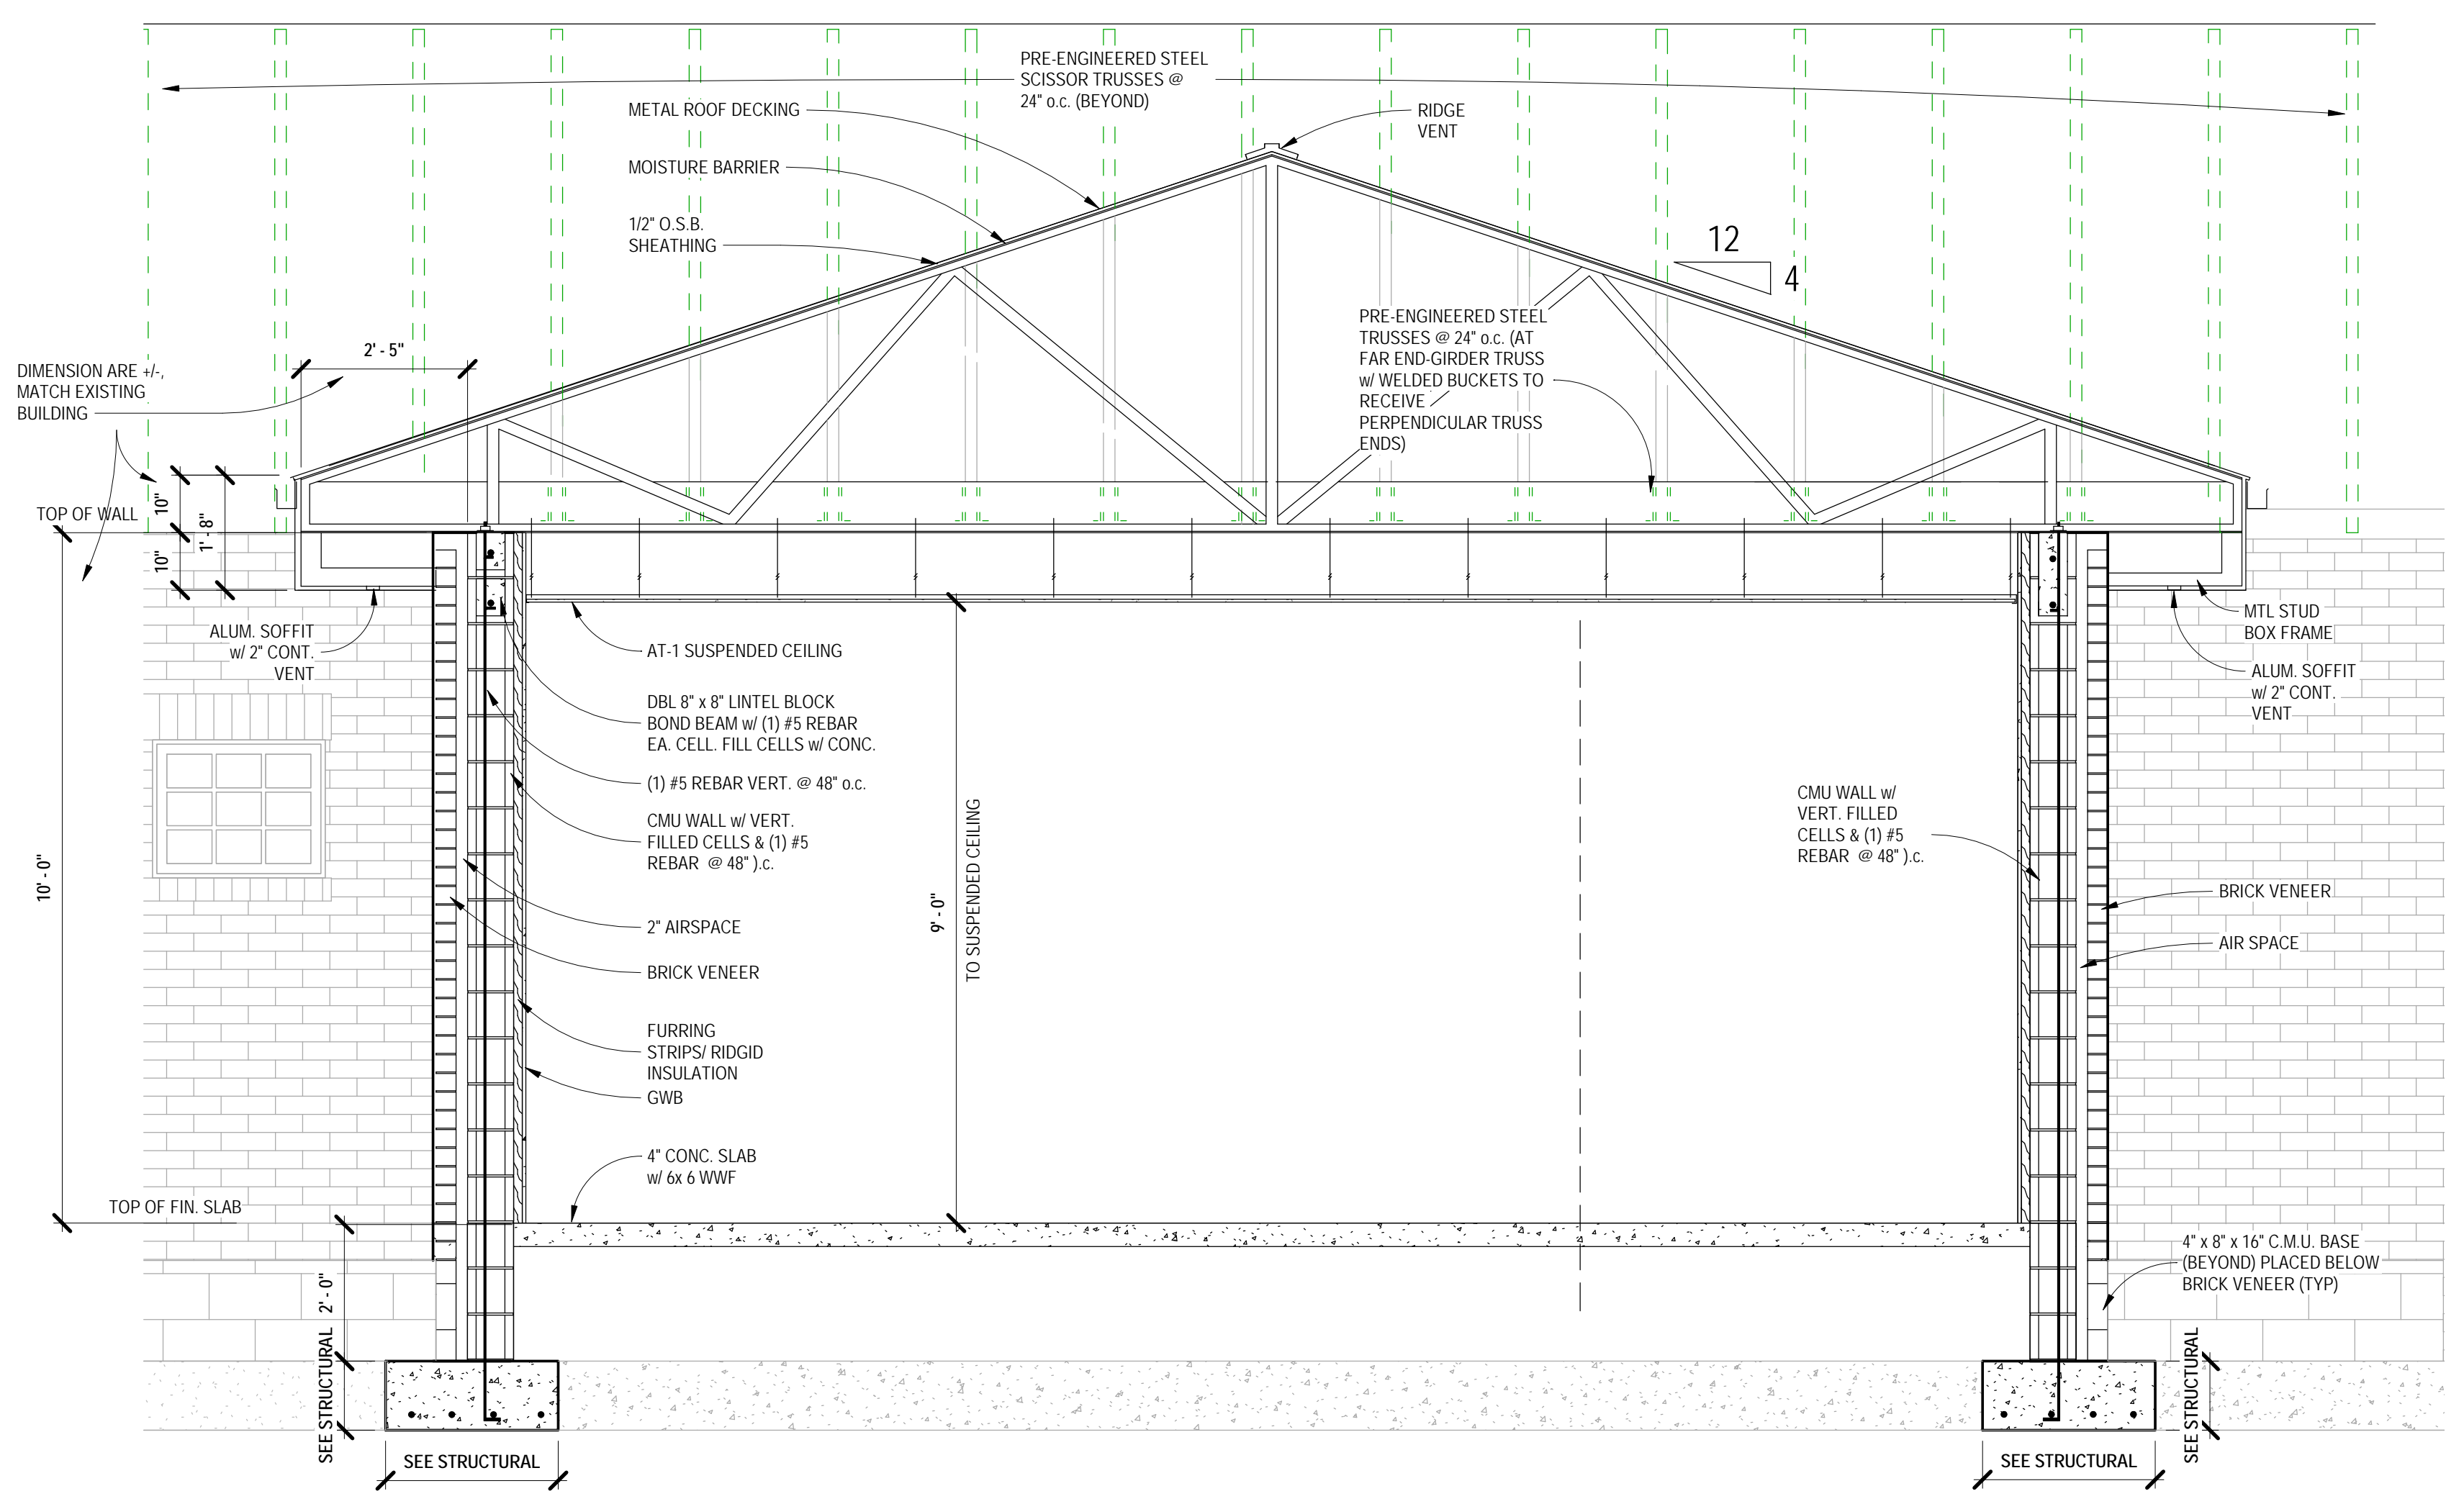 PRE-ENGINEERED STEEL
SCISSOR TRUSSES @
24" o.c. (BEYOND)
METAL ROOF DECKING
RIDGE
VENT
MOISTURE BARRIER
1/2" O.S.B.
SHEATHING
12
4
PRE-ENGINEERED STEEL
TRUSSES @ 24" o.c. (AT
FAR END-GIRDER TRUSS
w/ WELDED BUCKETS TO
RECEIVE
PERPENDICULAR TRUSS
ENDS)
2' - 5"
DIMENSION ARE +/-,
MATCH EXISTING
BUILDING
TOP OF WALL
10"
10"
1' - 8"
ALUM. SOFFIT
w/ 2" CONT.
VENT
10' - 0"
AT-1 SUSPENDED CEILING
DBL 8" x 8" LINTEL BLOCK
BOND BEAM w/ (1) #5 REBAR
EA. CELL. FILL CELLS w/ CONC.
(1) #5 REBAR VERT. @ 48" o.c.
CMU WALL w/ VERT.
FILLED CELLS & (1) #5
REBAR @ 48" ).c.
2" AIRSPACE
BRICK VENEER
FURRING
STRIPS/ RIDGID
INSULATION
GWB
4" CONC. SLAB
w/ 6x 6 WWF
9' - 0"
TO SUSPENDED CEILING
MTL STUD
BOX FRAME
ALUM. SOFFIT
w/ 2" CONT.
VENT
CMU WALL w/
VERT. FILLED
CELLS & (1) #5
REBAR @ 48" ).c.
BRICK VENEER
AIR SPACE
4" x 8" x 16" C.M.U. BASE
(BEYOND) PLACED BELOW
BRICK VENEER (TYP)
TOP OF FIN. SLAB
2' - 0"
SEE STRUCTURAL
SEE STRUCTURAL
SEE STRUCTURAL
SEE STRUCTURAL